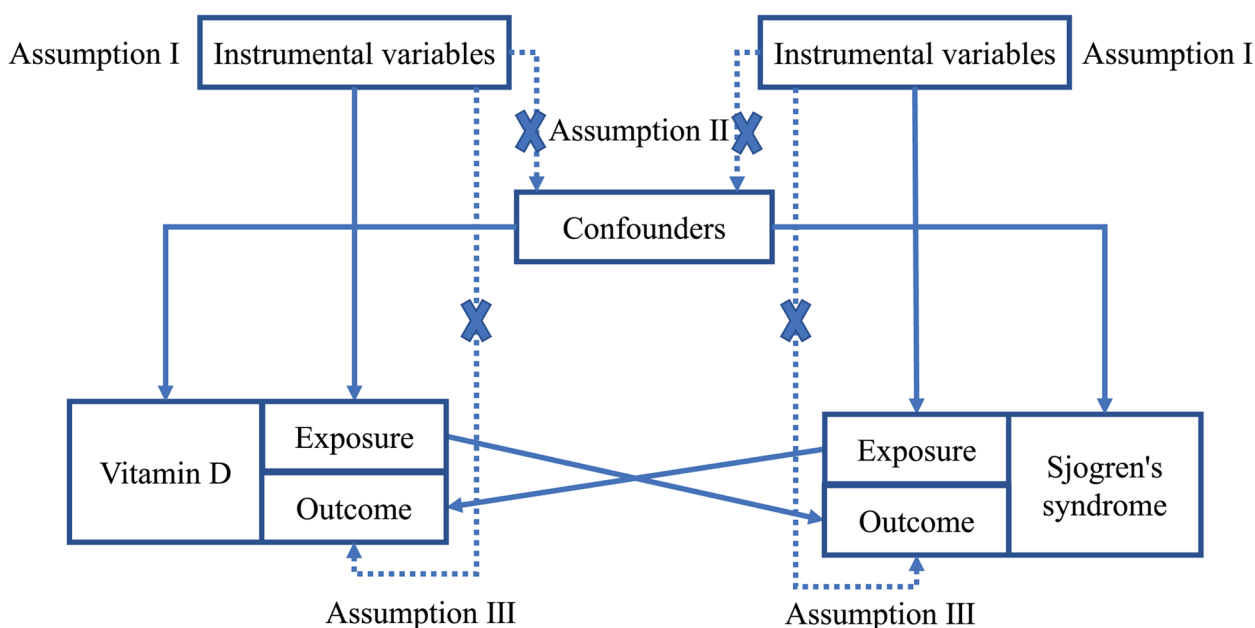 Assumption I
Instrumental variables
Instrumental variables
Assumption I
Assumption II
Confounders
Vitamin D
Exposure
Outcome
Exposure
Outcome
Sjogren's
syndrome
Assumption III
Assumption III